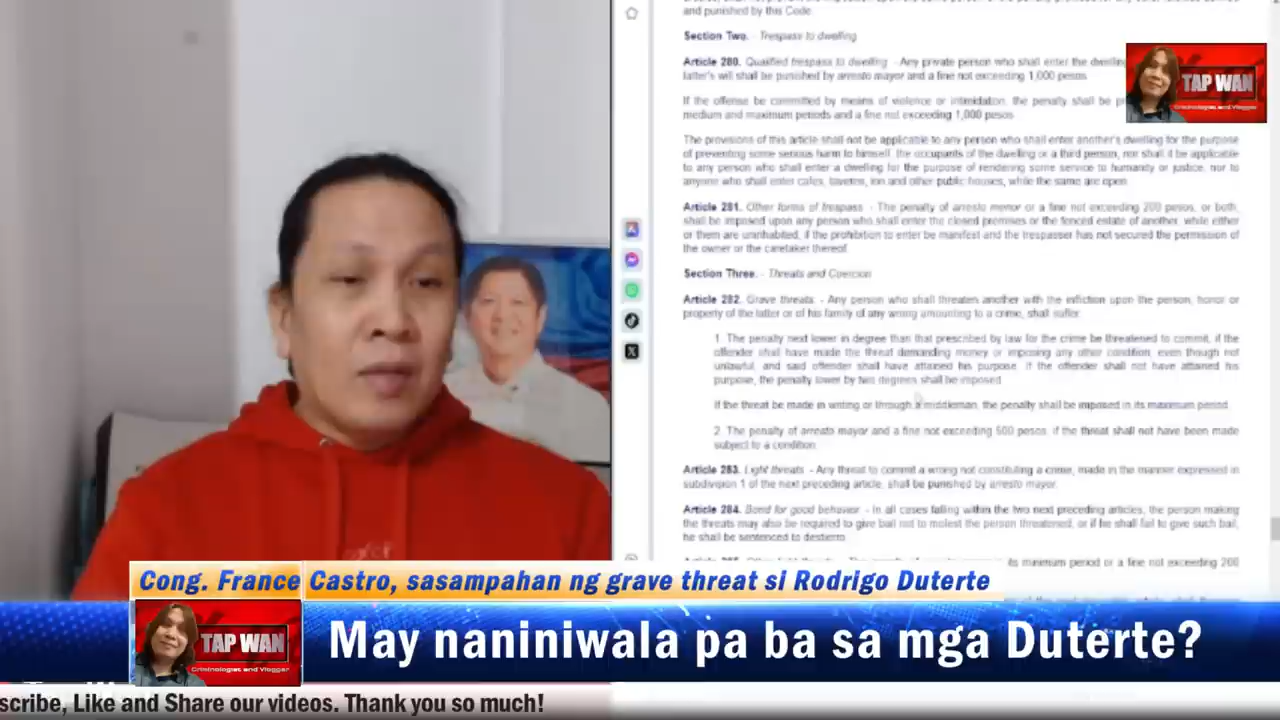 and punished by this Code.
Section Two. - Trespass to dwelling
Article 280. Qualified trespass to dwelling - Any private person who shall enter the dwelling
latter's will shall be punished by arresto mayor and a fine not exceeding 1,000 pesos.
If the offense be committed by means of violence or intimidation, the penalty shall be
medium and maximum periods and a fine not exceeding 1,000 pesos.
The provisions of this article shall not be applicable to any person who shall enter another's dwelling for the purpose
of preventing some serious harm to himself, the occupants of the dwelling or a third person, nor shall it be applicable
to any person who shall enter a dwelling for the purpose of rendering some service to humanity or justice, nor to
anyone who shall enter cafes, taverns, inn and other public houses, while the same are open.
Article 281. Other forms of trespass - The penalty of arresto menor or a fine not exceeding 200 pesos, or both,
shall be imposed upon any person who shall enter the closed premises or the fenced estate of another, while either
or them are uninhabited, if the prohibition to enter be manifest and the trespasser has not secured the permission of
the owner or the caretaker thereof.
Section Three. - Threats and Coercion
Article 282. Grave threats. - Any person who shall threaten another with the infliction upon the person, honor or
property of the latter or of his family of any wrong amounting to a crime, shall suffer:
1. The penalty next lower in degree than that prescribed by law for the crime be threatened to commit, if the
offender shall have made the threat demanding money or imposing any other condition, even though not
unlawful, and said offender shall have attained his purpose. If the offender shall not have attained his
purpose, the penalty lower by two degrees shall be imposed.
If the threat be made in writing or through a middleman, the penalty shall be imposed in its maximum period.
2. The penalty of arresto mayor and a fine not exceeding 500 pesos, if the threat shall not have been made
subject to a condition.
Article 283. Light threats. - Any threat to commit a wrong not constituting a crime, made in the manner expressed in
subdivision 1 of the next preceding article, shall be punished by arresto mayor.
Article 284. Bond for good behavior. - In all cases falling within the two next preceding articles, the person making
the threats may also be required to give bail not to molest the person threatened, or if he shall fail to give such bail,
he shall be sentenced to destierro.
its minimum period or a fine not exceeding 200
TAP WAN
Criminologist and Vlogger
Cong. France Castro, sasampahan ng grave threat si Rodrigo Duterte
TAP WAN
Criminologist and Vlogger
May naniniwala pa ba sa mga Duterte?
scribe, Like and Share our videos. Thank you so much!